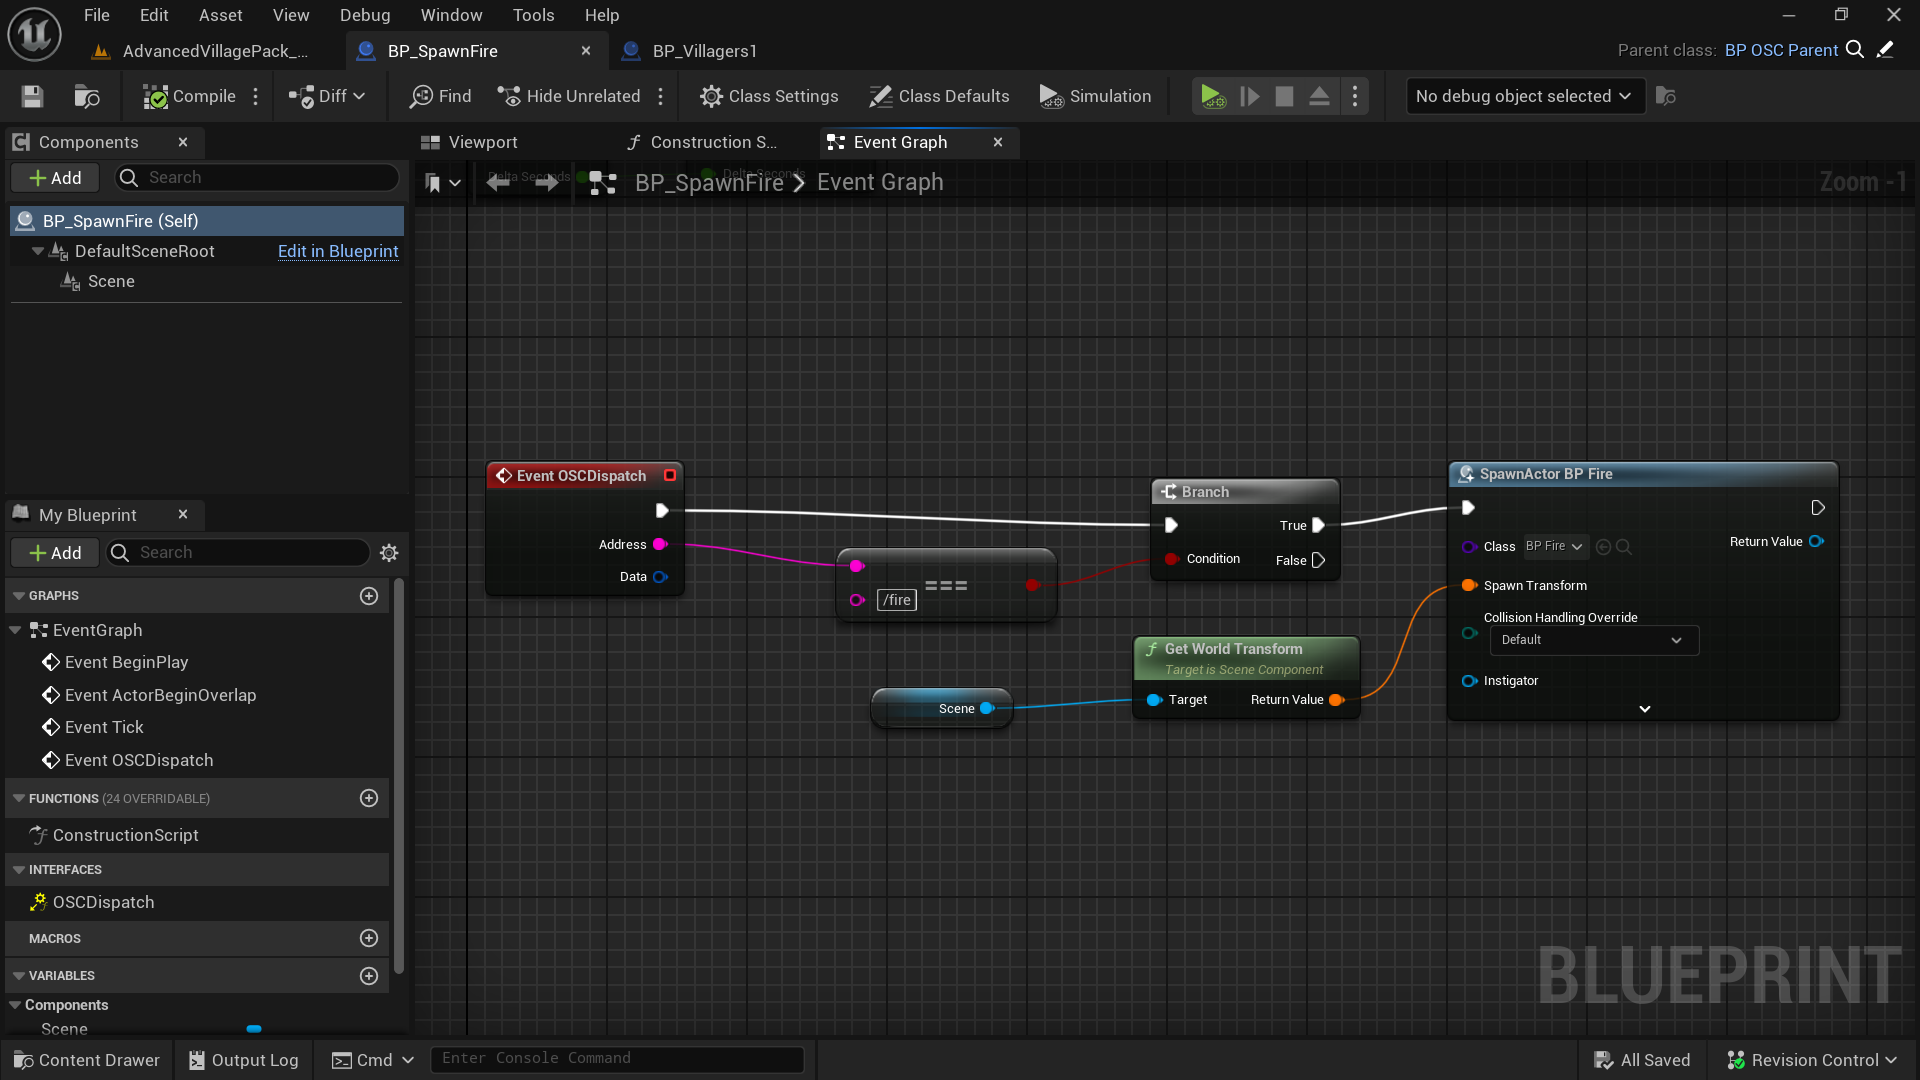 File Edit Asset View Debug Window Tools Help
AdvancedVillagePack_... BP_SpawnFire BP_Villagers1 Parent class: BP OSC Parent
Compile Diff Find Hide Unrelated Class Settings Class Defaults Simulation No debug object selected
Components Viewport Construction S... Event Graph
Add Search Delta Seconds Delta Seconds BP_SpawnFire Event Graph Zoom -1
BP_SpawnFire (Self)
DefaultSceneRoot Edit in Blueprint
Scene
Event OSCDispatch
Address
Data
===
/fire
Branch
True
Condition
False
Scene
Get World Transform
Target is Scene Component
Target Return Value
SpawnActor BP Fire
Class BP Fire
Return Value
Spawn Transform
Collision Handling Override
Default
Instigator
My Blueprint
Add Search
GRAPHS
EventGraph
Event BeginPlay
Event ActorBeginOverlap
Event Tick
Event OSCDispatch
FUNCTIONS (24 OVERRIDABLE)
ConstructionScript
INTERFACES
OSCDispatch
MACROS
VARIABLES
Components
Scene
BLUEPRINT
Content Drawer Output Log Cmd Enter Console Command All Saved Revision Control